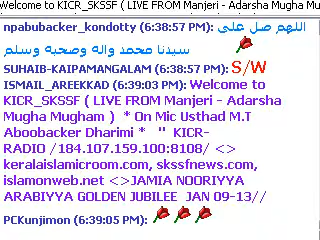 Welcome to KICR_SKSSF ( LIVE FROM Manjeri - Adarsha Mugha Mu
npabubacker_kondotty (6:38:57 PM): اللهم صل على
سيدنا محمد واله وصحبه وسلم
SUHAIB-KAIPAMANGALAM (6:38:57 PM): S/W
ISMAIL_AREEKKAD (6:39:03 PM): Welcome to
KICR_SKSSF ( LIVE FROM Manjeri - Adarsha
Mugha Mugham ) * On Mic Usthad M.T
Aboobacker Dharimi * " KICR-
RADIO /184.107.159.100:8108/ <>
keralaislamicroom.com, skssfnews.com,
islamonweb.net <>JAMIA NOORIYYA
ARABIYYA GOLDEN JUBILEE JAN 09-13//
PCKunjimon (6:39:05 PM):